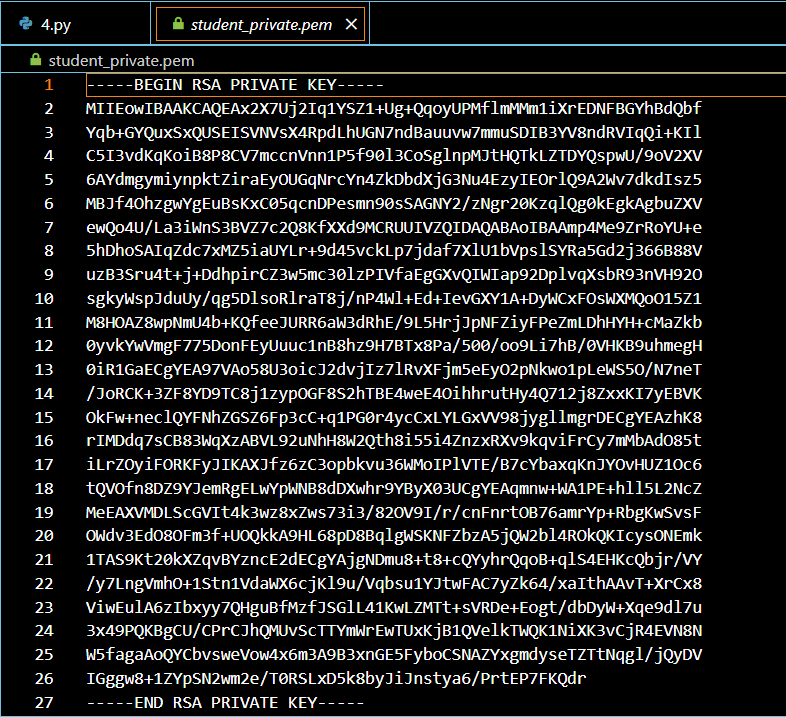 4.py
student_private.pem ×
student_private.pem
1 -----BEGIN RSA PRIVATE KEY-----
2 MIIEowIBAAKCAQEAx2X7Uj2Iq1YSZ1+Ug+QqoyUPMflmMMm1iXrEDNFBGYhBdQbf
3 Yqb+GYQuxSxQUSEISVNVsX4RpdLhUGN7ndBauuvw7mmuSDIB3YV8ndRVIqQi+KIl
4 C5I3vdKqKoiB8P8CV7mccnVnn1P5f90l3CoSglnpMJtHQTkLZTDYQspwU/9oV2XV
5 6AYdmgymiynpktZiraEyOUGqNrcYn4ZkDbdXjG3Nu4EzyIEOrlQ9A2Wv7dkdIsz5
6 MBJf4OhzgwYgEuBsKxC05qcnDPesmn90sSAGNY2/zNgr20KzqlQg0kEgkAgbuZXV
7 ewQo4U/La3iWnS3BVZ7c2Q8KfXXd9MCRUUIVZQIDAQABAoIBAAmp4Me9ZrRoYU+e
8 5hDhoSAIqZdc7xMZ5iaUYLr+9d45vckLp7jdaf7XlU1bVpslSYRa5Gd2j366B88V
9 uzB3Sru4t+j+DdhpirCZ3w5mc30lzPIVfaEgGXvQIWIap92DplvqXsbR93nVH92O
10 sgkyWspJduUy/qg5DlsoRlraT8j/nP4Wl+Ed+IevGXY1A+DyWCxFOsWXMQoO15Z1
11 M8HOAZ8wpNmU4b+KQfeeJURR6aW3dRhE/9L5HrjJpNFZiyFPeZmLDhHYH+cMaZkb
12 0yvkYwVmgF775DonFEyUuuc1nB8hz9H7BTx8Pa/500/oo9Li7hB/0VHKB9uhmegH
13 0iR1GaECgYEA97VAo58U3oicJ2dvjIz7lRvXFjm5eEyO2pNkwo1pLeWS5O/N7neT
14 /JoRCK+3ZF8YD9TC8j1zypOGF8S2hTBE4weE4OihhrutHy4Q712j8ZxxKI7yEBVK
15 OkFw+neclQYFNhZGSZ6Fp3cC+q1PG0r4ycCxLYLGxVV98jygllmgrDECgYEAzhK8
16 rIMDdq7sCB83WqXzABVL92uNhH8W2Qth8i55i4ZnzxRXv9kqviFrCy7mMbAdO85t
17 iLrZOyiFORKFyJIKAXJfz6zC3opbkvu36WMoIPlVTE/B7cYbaxqKnJYOvHUZ1Oc6
18 tQVOfn8DZ9YJemRgELwYpWNB8dDXwhr9YByX03UCgYEAqmnw+WA1PE+hll5L2NcZ
19 MeEAXVMDLScGVIt4k3wz8xZws73i3/82OV9I/r/cnFnrtOB76amrYp+RbgKwSvsF
20 OWdv3EdO8OFm3f+UOQkkA9HL68pD8BqlgWSKNFZbzA5jQW2bl4ROkQKIcysONEmk
21 1TAS9Kt20kXZqvBYzncE2dECgYAjgNDmu8+t8+cQYyhrQqoB+qlS4EHKcQbjr/VY
22 /y7LngVmhO+1Stn1VdaWX6cjKl9u/Vqbsu1YJtwFAC7yZk64/xaIthAAvT+XrCx8
23 ViwEulA6zIbxyy7QHguBfMzfJSGlL41KwLZMTt+sVRDe+Eogt/dbDyW+Xqe9dl7u
24 3x49PQKBgCU/CPrCJhQMUvScTTYmWrEwTUxKjB1QVelkTWQK1NiXK3vCjR4EVN8N
25 W5fagaAoQYCbvsweVow4x6m3A9B3xnGE5FyboCSNAZYxgmdyseTZTtNqgl/jQyDV
26 IGggw8+1ZYpSN2wm2e/T0RSLxD5k8byJiJnstya6/PrtEP7FKQdr
27 -----END RSA PRIVATE KEY-----